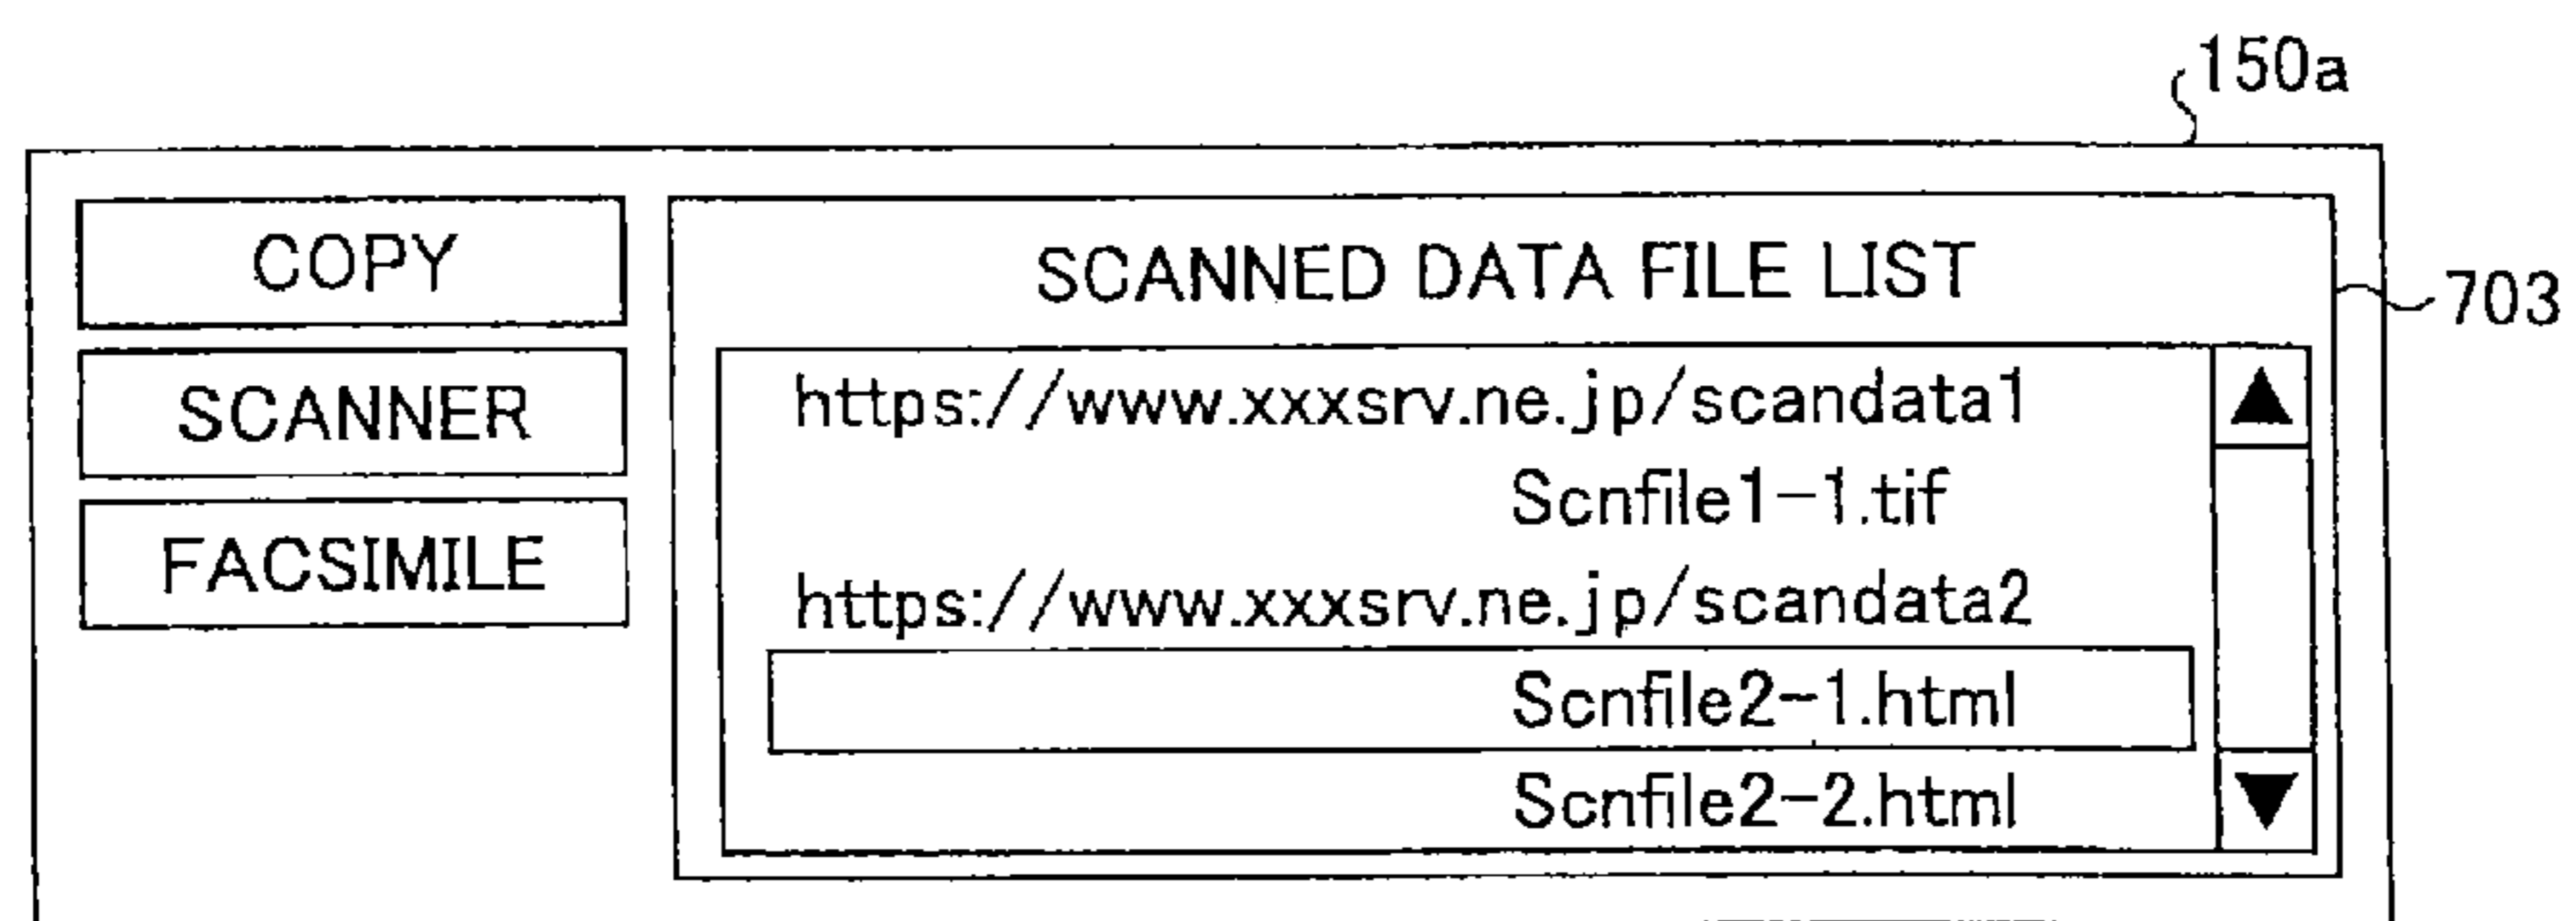 150a
COPY
SCANNER
FACSIMILE
SCANNED DATA FILE LIST
703
https://www.xxxsrv.ne.jp/scandata1
Scnfile1-1.tif
https://www.xxxsrv.ne.jp/scandata2
Scnfile2-1.html
Scnfile2-2.html